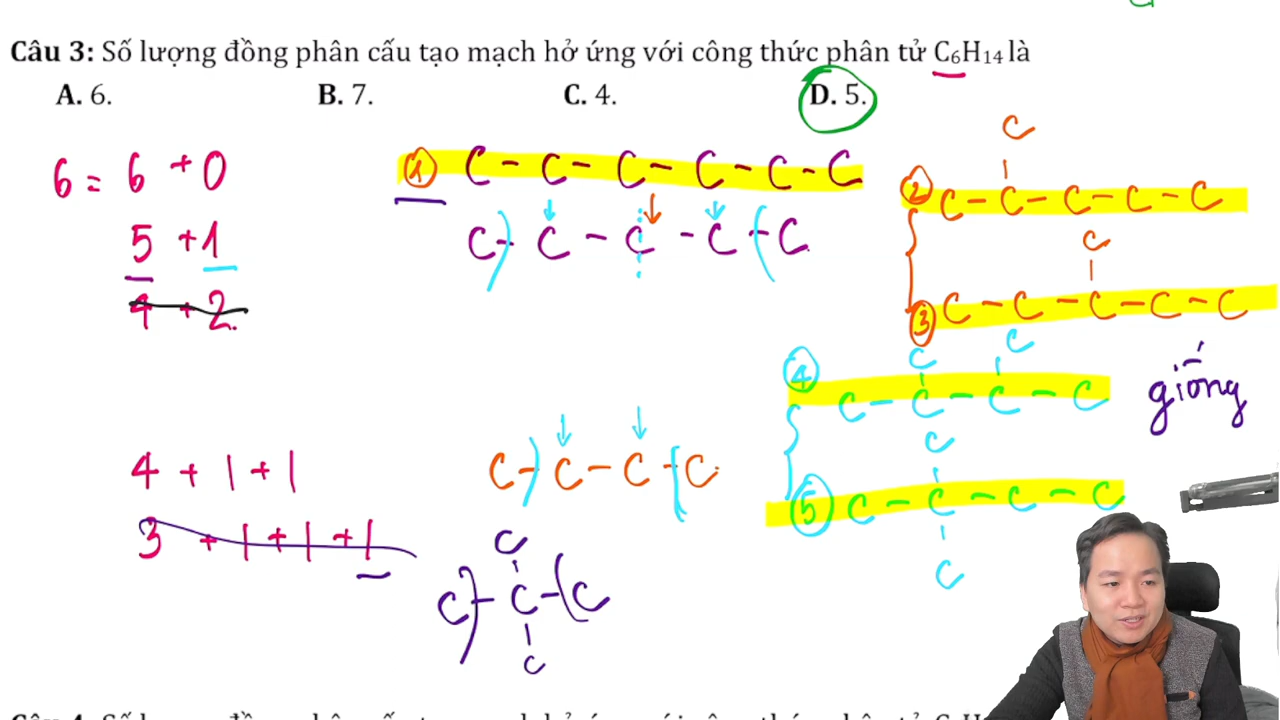 Câu 3: Số lượng đồng phân cấu tạo mạch hở ứng với công thức phân tử C₆H₁₄ là
A. 6.
B. 7.
C. 4.
D. 5.
6 = 6 + 0
5 + 1
4 + 2
① C - C - C - C - C - C
C - C - C - C - C
C
② C - C - C - C - C
C
③ C - C - C - C - C
C C
④ C - C - C - C
giống
C
⑤ C - C - C - C
C
4 + 1 + 1
C - C - C - C
3 + 1 + 1 + 1
C
C - C - C
C